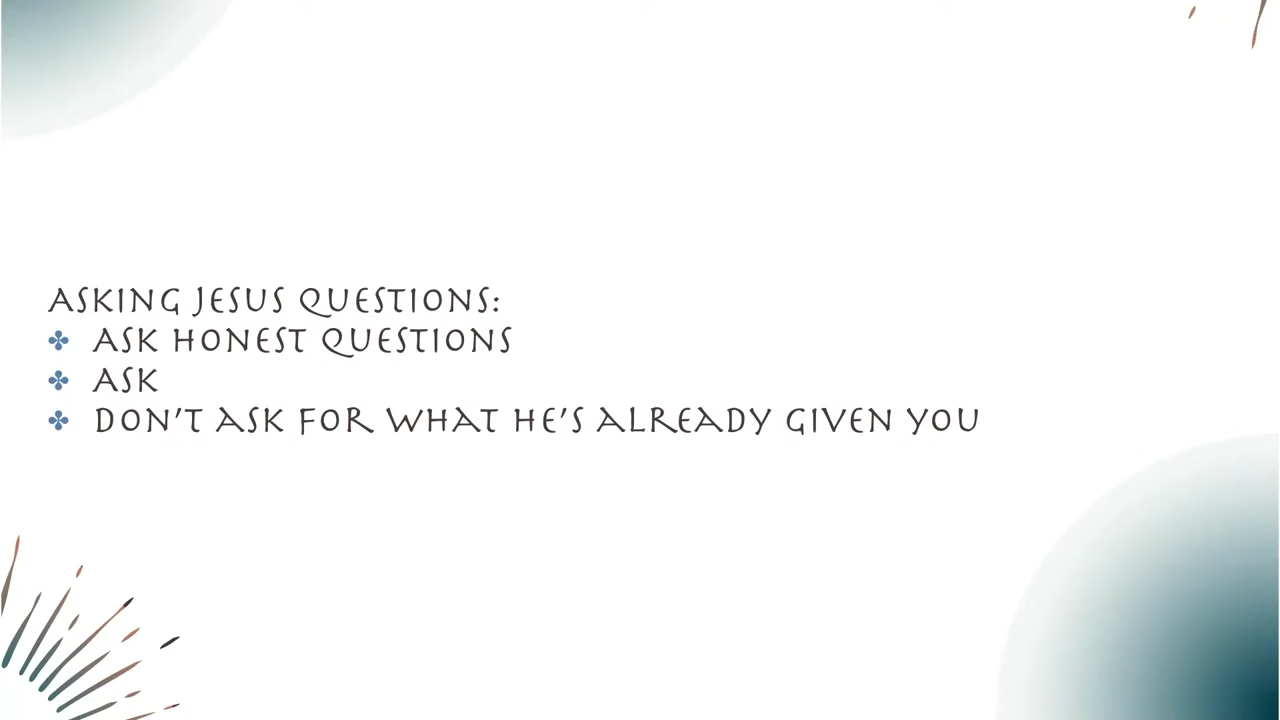 ASKING JESUS QUESTIONS:
ASK HONEST QUESTIONS
ASK
DON'T ASK FOR WHAT HE'S ALREADY GIVEN YOU